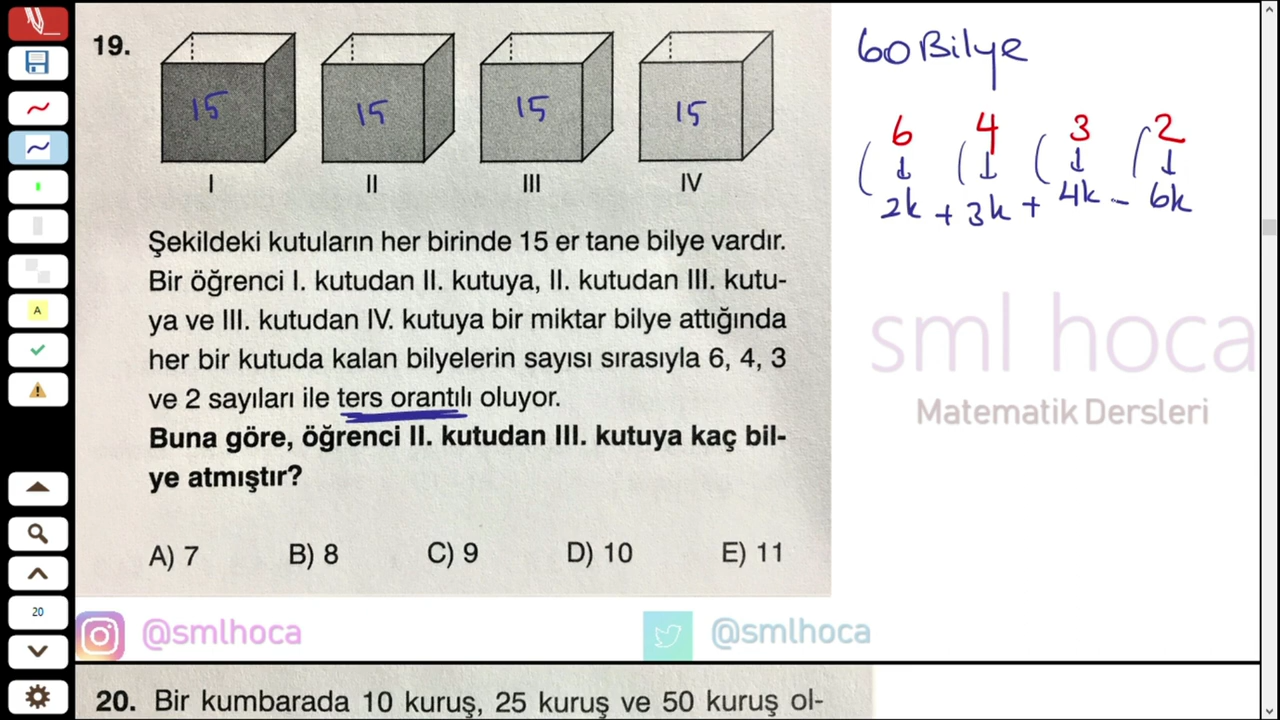 19.
15
15
15
15
I
II
III
IV
Şekildeki kutuların her birinde 15 er tane bilye vardır.
Bir öğrenci I. kutudan II. kutuya, II. kutudan III. kutu-
ya ve III. kutudan IV. kutuya bir miktar bilye attığında
her bir kutuda kalan bilyelerin sayısı sırasıyla 6, 4, 3
ve 2 sayıları ile ters orantılı oluyor.
Buna göre, öğrenci II. kutudan III. kutuya kaç bil-
ye atmıştır?
A) 7 B) 8 C) 9 D) 10 E) 11
60 Bilye
6 4 3 2
2k + 3k + 4k - 6k
sml hoca
Matematik Dersleri
@smlhoca
@smlhoca
20. Bir kumbarada 10 kuruş, 25 kuruş ve 50 kuruş ol-
A
20